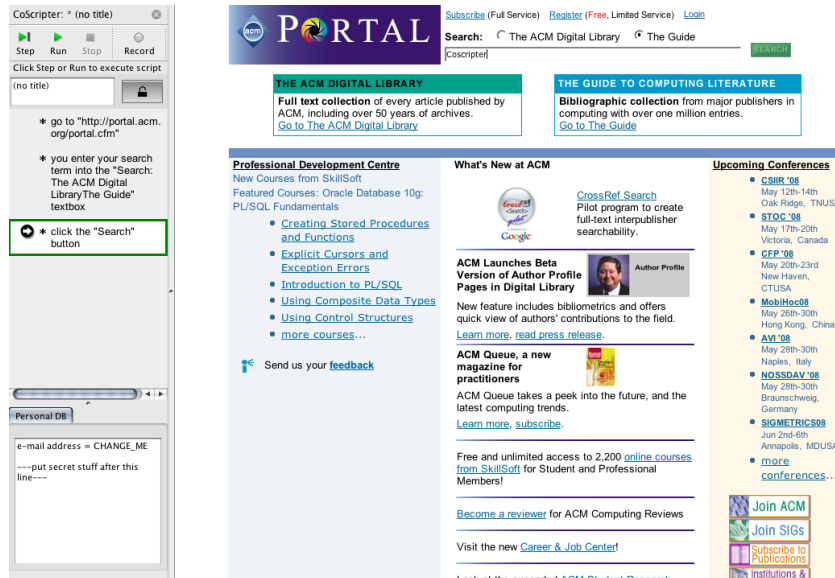 CoScripter: * (no title)
Step Run Stop Record
Click Step or Run to execute script
(no title)
* go to "http://portal.acm.
org/portal.cfm"
* you enter your search
term into the "Search:
The ACM Digital
LibraryThe Guide"
textbox
* click the "Search"
button
Personal DB
e-mail address = CHANGE_ME
---put secret stuff after this
line---
acm PORTAL
Subscribe (Full Service) Register (Free, Limited Service) Login
Search: The ACM Digital Library The Guide
Coscripter
SEARCH
THE ACM DIGITAL LIBRARY
Full text collection of every article published by
ACM, including over 50 years of archives.
Go to The ACM Digital Library
THE GUIDE TO COMPUTING LITERATURE
Bibliographic collection from major publishers in
computing with over one million entries.
Go to The Guide
Professional Development Centre
New Courses from SkillSoft
Featured Courses: Oracle Database 10g:
PL/SQL Fundamentals
Creating Stored Procedures
and Functions
Explicit Cursors and
Exception Errors
Introduction to PL/SQL
Using Composite Data Types
Using Control Structures
more courses...
Send us your feedback
What's New at ACM
crossref
<Search>
pilot
Google
CrossRef Search
Pilot program to create
full-text interpublisher
searchability.
ACM Launches Beta
Version of Author Profile
Pages in Digital Library
Author Profile
New feature includes bibliometrics and offers
quick view of authors' contributions to the field.
Learn more, read press release.
ACM Queue, a new
magazine for
practitioners
ACM Queue takes a peek into the future, and the
latest computing trends.
Learn more, subscribe.
Free and unlimited access to 2,200 online courses
from SkillSoft for Student and Professional
Members!
Become a reviewer for ACM Computing Reviews
Visit the new Career & Job Center!
Look at the expanded ACM Student Research
Upcoming Conferences
CSIIR '08
May 12th-14th
Oak Ridge, TNUS
STOC '08
May 17th-20th
Victoria, Canada
CFP '08
May 20th-23rd
New Haven,
CTUSA
MobiHoc08
May 26th-30th
Hong Kong, China
AVI '08
May 28th-30th
Naples, Italy
NOSSDAV '08
May 28th-30th
Braunschweig,
Germany
SIGMETRICS08
Jun 2nd-6th
Annapolis, MDUSA
more
conferences...
Join ACM
Join SIGs
Subscribe to
Publications
Institutions &